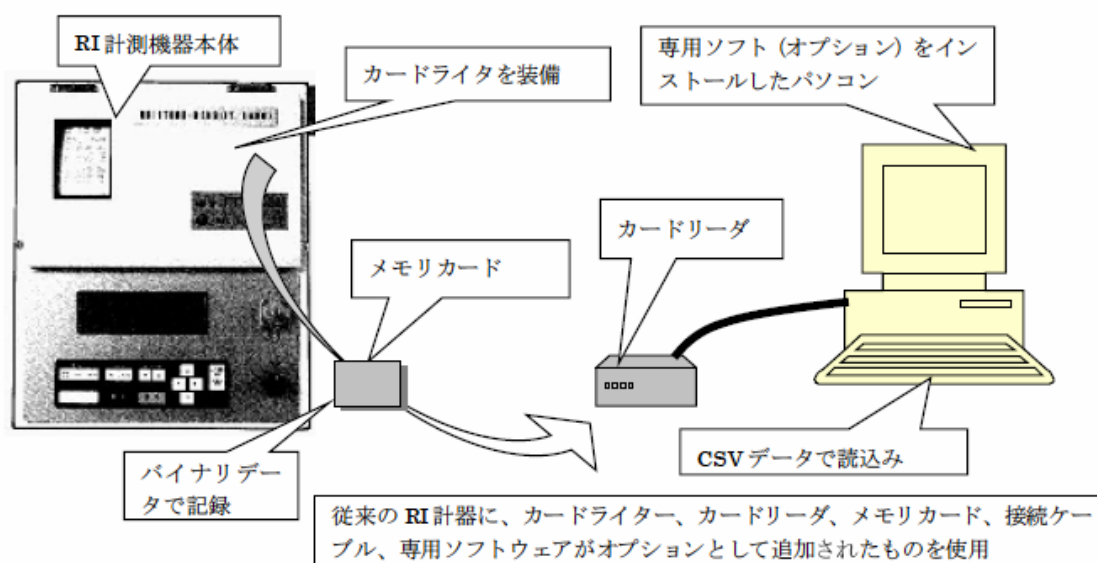 RI計測機器本体
カードライタを装備
専用ソフト（オプション）をイン
ストールしたパソコン
カードリーダ
メモリカード
バイナリデー
タで記録
CSVデータで読込み
従来のRI計器に、カードライター、カードリーダ、メモリカード、接続ケー
ブル、専用ソフトウェアがオプションとして追加されたものを使用